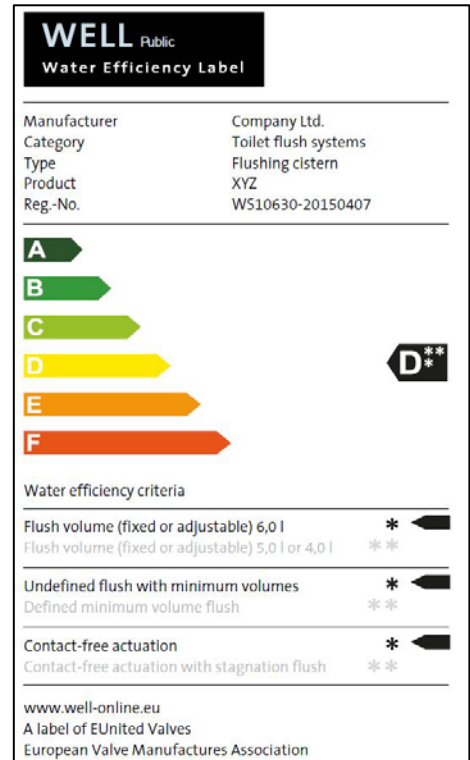 WELL Public
Water Efficiency Label
Manufacturer Company Ltd.
Category Toilet flush systems
Type Flushing cistern
Product XYZ
Reg.-No. WS10630-20150407
A
B
C
D
D***
E
F
Water efficiency criteria
Flush volume (fixed or adjustable) 6,0 l *
Flush volume (fixed or adjustable) 5,0 l or 4,0 l **
Undefined flush with minimum volumes *
Defined minimum volume flush **
Contact-free actuation *
Contact-free actuation with stagnation flush **
www.well-online.eu
A label of EUnited Valves
European Valve Manufactures Association